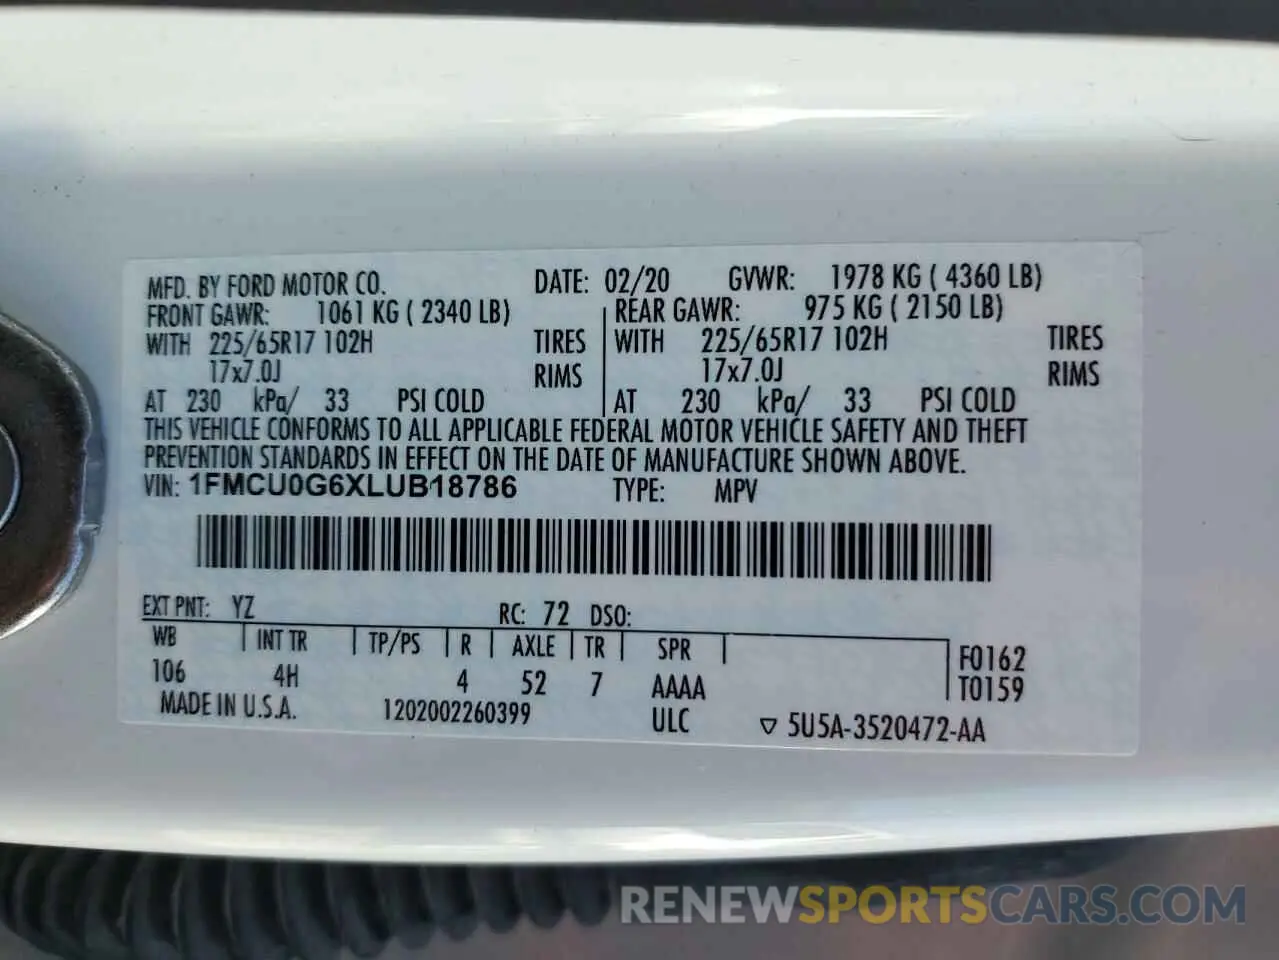 MFD. BY FORD MOTOR CO. DATE: 02/20 GVWR: 1978 KG ( 4360 LB)
FRONT GAWR: 1061 KG ( 2340 LB) REAR GAWR: 975 KG ( 2150 LB)
WITH 225/65R17 102H TIRES WITH 225/65R17 102H TIRES
17x7.0J RIMS 17x7.0J RIMS
AT 230 kPa/ 33 PSI COLD AT 230 kPa/ 33 PSI COLD
THIS VEHICLE CONFORMS TO ALL APPLICABLE FEDERAL MOTOR VEHICLE SAFETY AND THEFT
PREVENTION STANDARDS IN EFFECT ON THE DATE OF MANUFACTURE SHOWN ABOVE.
VIN: 1FMCU0G6XLUB18786 TYPE: MPV
EXT PNT: YZ RC: 72 DSO:
WB INT TR TP/PS R AXLE TR SPR F0162
106 4H 4 52 7 AAAA T0159
MADE IN U.S.A. 1202002260399 ULC ▽ 5U5A-3520472-AA
RENEWSPORTSCARS.COM